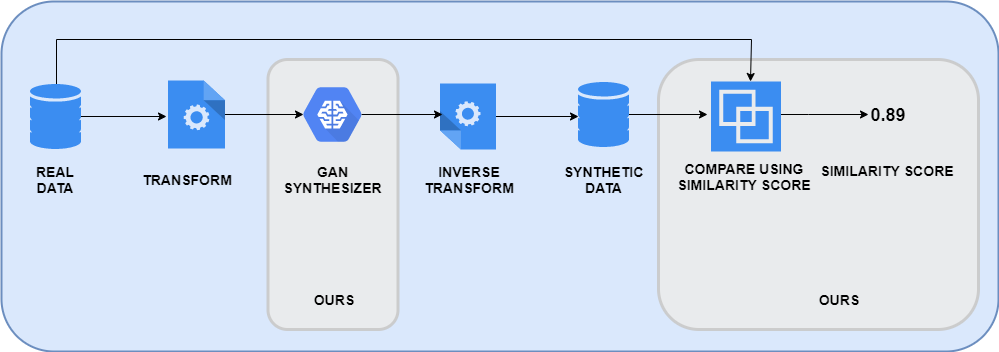 0.89
REAL
DATA
TRANSFORM
GAN
SYNTHESIZER
INVERSE
TRANSFORM
SYNTHETIC
DATA
COMPARE USING
SIMILARITY SCORE
SIMILARITY SCORE
OURS
OURS